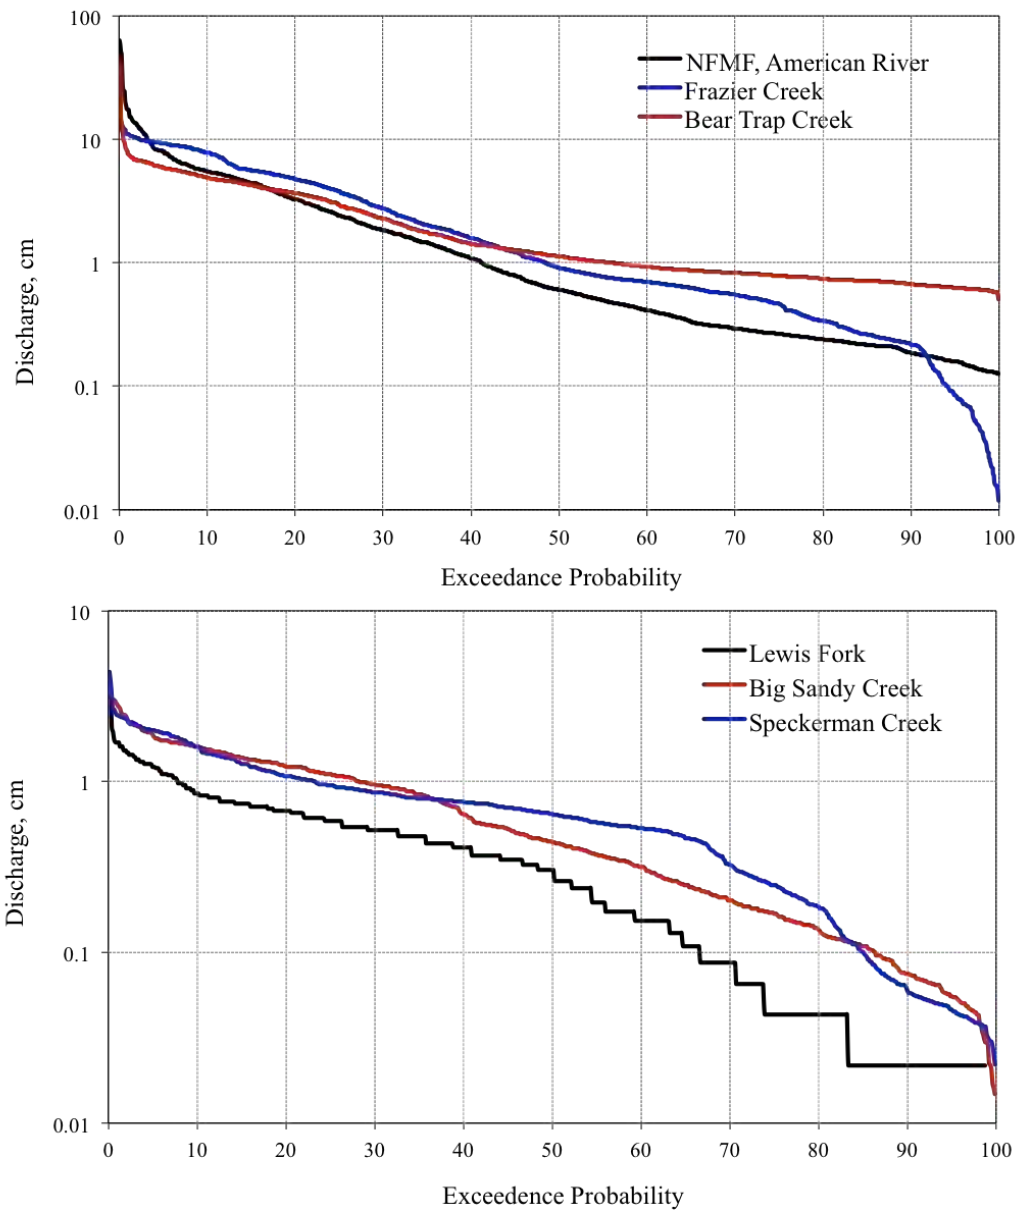 100
10
1
0.1
0.01
Discharge, cm
NFMF, American River
Frazier Creek
Bear Trap Creek
0 10 20 30 40 50 60 70 80 90 100
Exceedance Probability
10
1
0.1
0.01
Discharge, cm
Lewis Fork
Big Sandy Creek
Speckerman Creek
0 10 20 30 40 50 60 70 80 90 100
Exceedence Probability